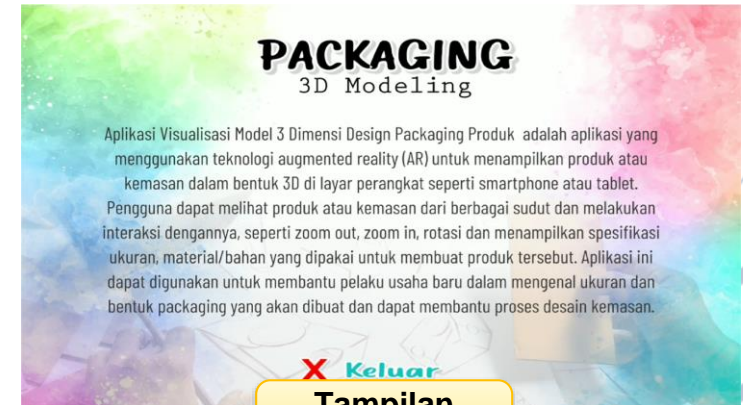 PACKAGING
3D Modeling
Aplikasi Visualisasi Model 3 Dimensi Design Packaging Produk adalah aplikasi yang
menggunakan teknologi augmented reality (AR) untuk menampilkan produk atau
kemasan dalam bentuk 3D di layar perangkat seperti smartphone atau tablet.
Pengguna dapat melihat produk atau kemasan dari berbagai sudut dan melakukan
interaksi dengannya, seperti zoom out, zoom in, rotasi dan menampilkan spesifikasi
ukuran, material/bahan yang dipakai untuk membuat produk tersebut. Aplikasi ini
dapat digunakan untuk membantu pelaku usaha baru dalam mengenal ukuran dan
bentuk packaging yang akan dibuat dan dapat membantu proses desain kemasan.
X Keluar
Tampilan